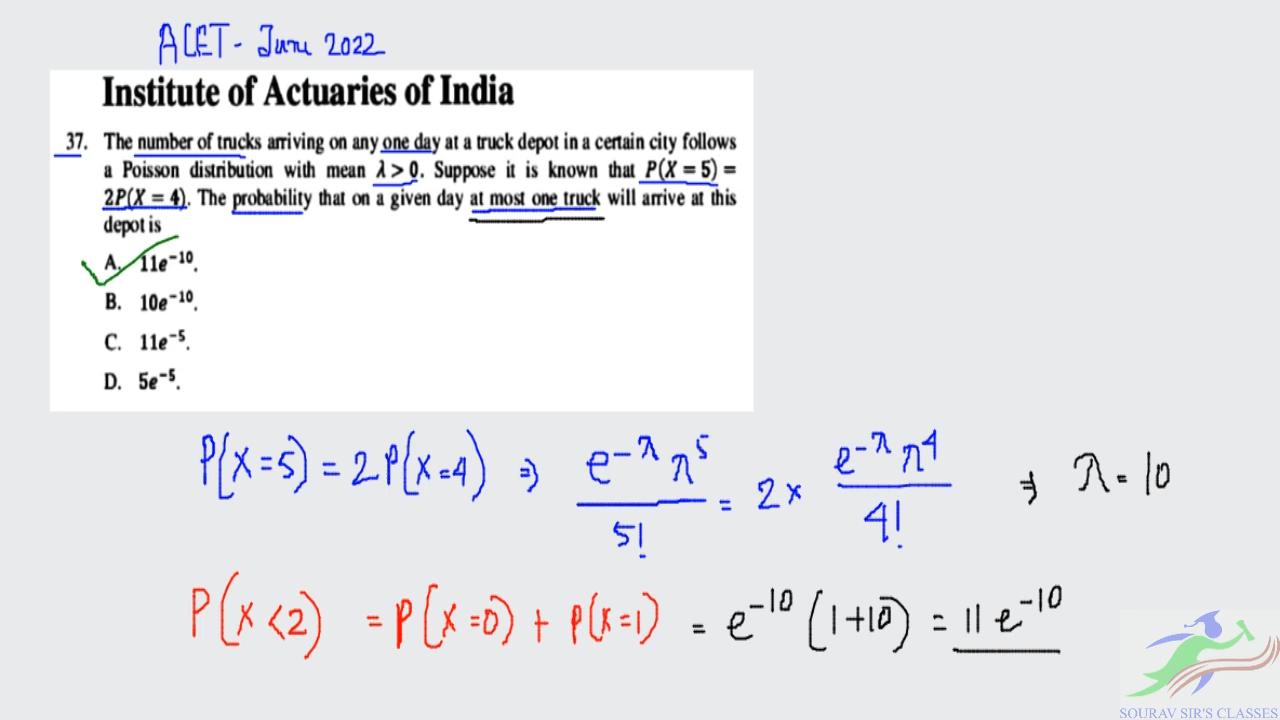 ACET - June 2022
Institute of Actuaries of India
37. The number of trucks arriving on any one day at a truck depot in a certain city follows
a Poisson distribution with mean λ > 0. Suppose it is known that P(X = 5) =
2P(X = 4). The probability that on a given day at most one truck will arrive at this
depot is
A. 11e⁻¹⁰.
B. 10e⁻¹⁰.
C. 11e⁻⁵.
D. 5e⁻⁵.
P(X=5) = 2P(X=4) ⇒ e^-λ λ^5 / 5! = 2 × e^-λ λ^4 / 4! ⇒ λ = 10
P(X<2) = P(X=0) + P(X=1) = e⁻¹⁰ (1+10) = 11 e⁻¹⁰
SOURAV SIR'S CLASSES